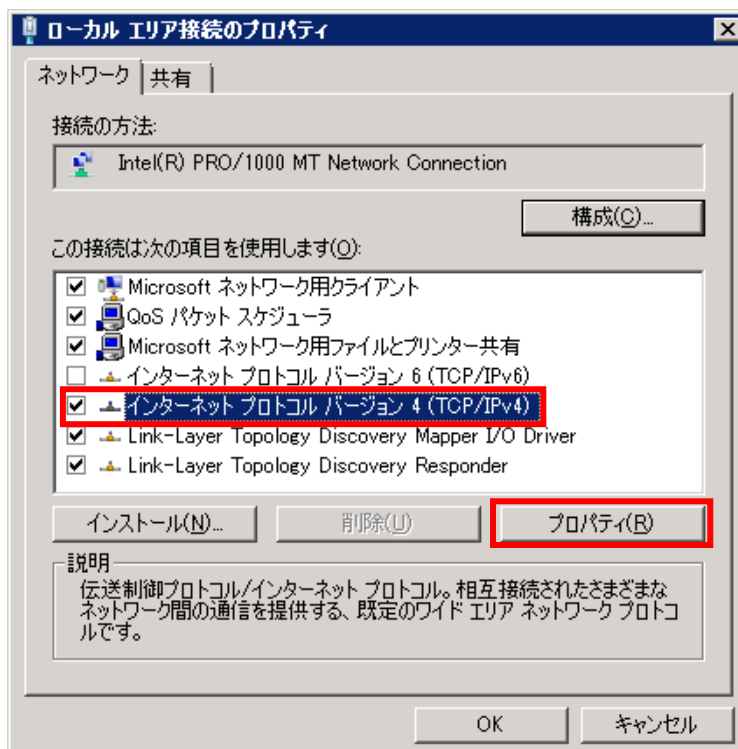 ローカル エリア接続のプロパティ
ネットワーク 共有
接続の方法:
Intel(R) PRO/1000 MT Network Connection
構成(C)...
この接続は次の項目を使用します(O):
Microsoft ネットワーク用クライアント
QoS パケット スケジューラ
Microsoft ネットワーク用ファイルとプリンター共有
インターネット プロトコル バージョン 6 (TCP/IPv6)
インターネット プロトコル バージョン 4 (TCP/IPv4)
Link-Layer Topology Discovery Mapper I/O Driver
Link-Layer Topology Discovery Responder
インストール(N)... 削除(U) プロパティ(R)
説明
伝送制御プロトコル/インターネット プロトコル。相互接続されたさまざまな
ネットワーク間の通信を提供する、既定のワイド エリア ネットワーク プロトコ
ルです。
OK キャンセル